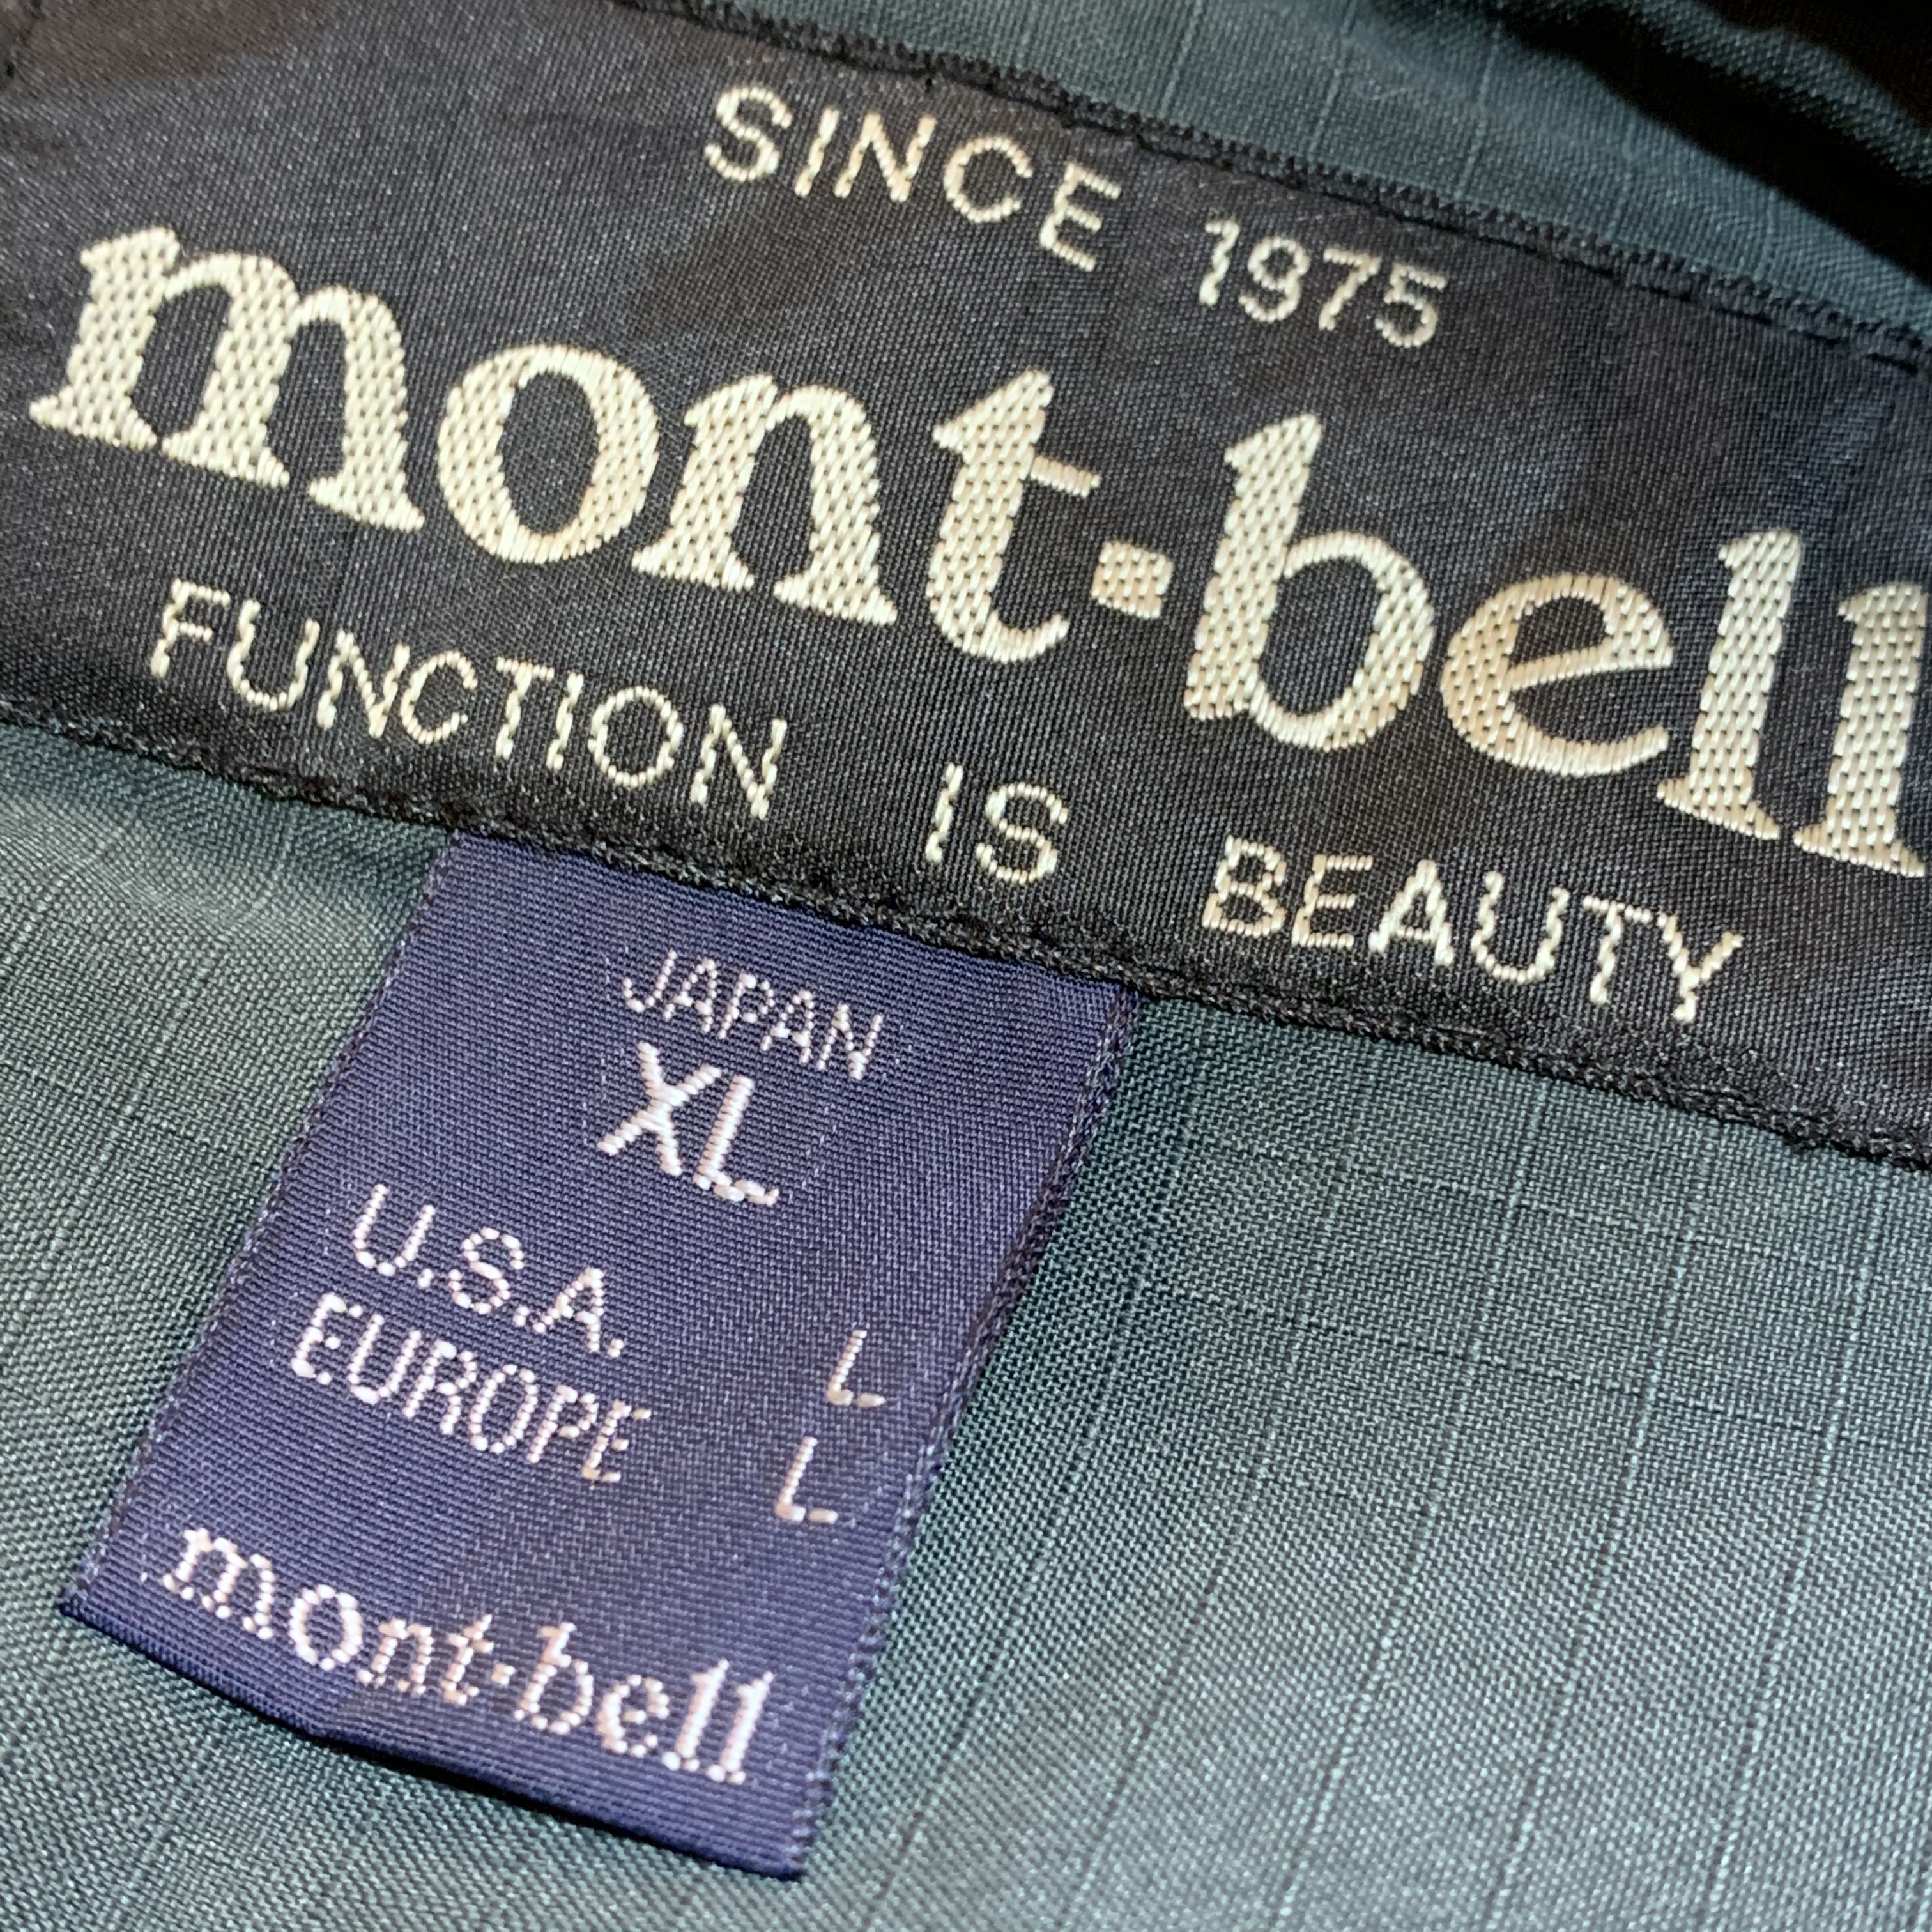 SINCE 1975
mont-bell
FUNCTION IS BEAUTY
JAPAN
XL
U.S.A. L
EUROPE L
mont-bell